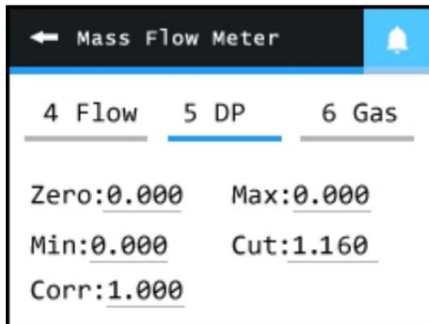 Mass Flow Meter
4 Flow 5 DP 6 Gas
Zero:0.000 Max:0.000
Min:0.000 Cut:1.160
Corr:1.000